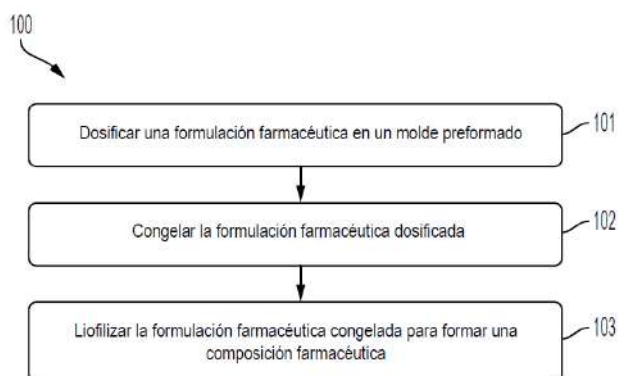 100
Dosificar una formulación farmacéutica en un molde preformado
101
Congelar la formulación farmacéutica dosificada
102
Liofilizar la formulación farmacéutica congelada para formar una
composición farmacéutica
103